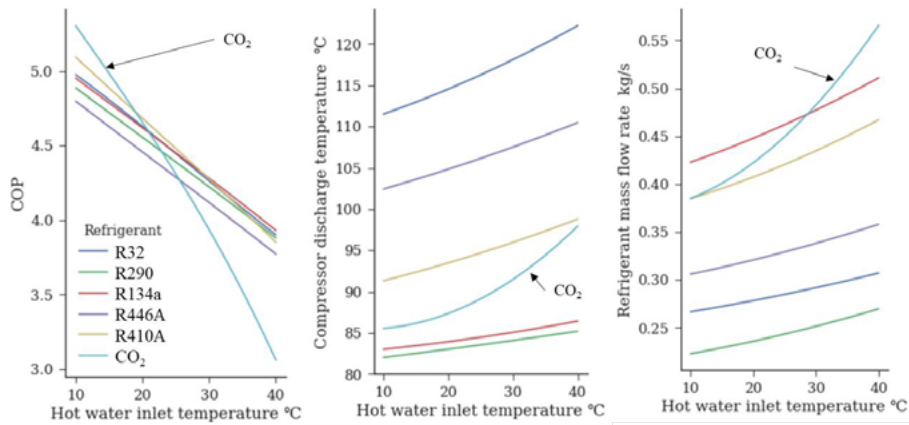 COP
5.0
4.5
4.0
3.5
3.0
CO₂
Refrigerant
R32
R290
R134a
R446A
R410A
CO₂
10 20 30 40
Hot water inlet temperature ℃
Compressor discharge temperature ℃
120
115
110
105
100
95
90
85
80
CO₂
10 20 30 40
Hot water inlet temperature ℃
Refrigerant mass flow rate kg/s
0.55
0.50
0.45
0.40
0.35
0.30
0.25
CO₂
10 20 30 40
Hot water inlet temperature ℃